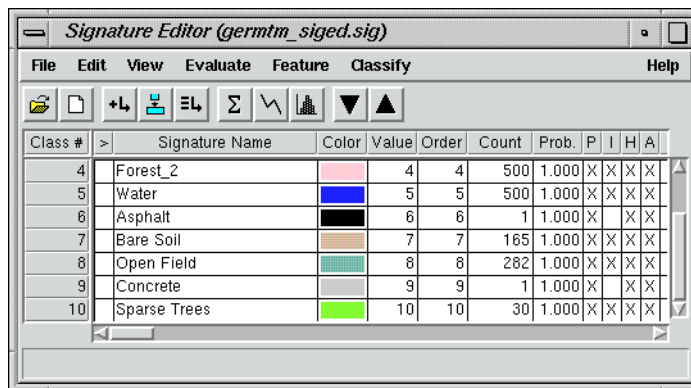 Signature Editor (germtm_siged.sig)
File Edit View Evaluate Feature Classify Help
+L ΞL Σ
Class # > Signature Name Color Value Order Count Prob. P I H A
4 Forest_2 4 4 500 1.000 X X X X
5 Water 5 5 500 1.000 X X X X
6 Asphalt 6 6 1 1.000 X X X
7 Bare Soil 7 7 165 1.000 X X X X
8 Open Field 8 8 282 1.000 X X X X
9 Concrete 9 9 1 1.000 X X X
10 Sparse Trees 10 10 30 1.000 X X X X